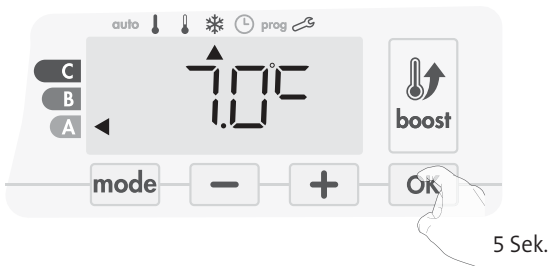 auto prog
C
B
A
7.0°C
boost
mode − + OK
5 Sek.